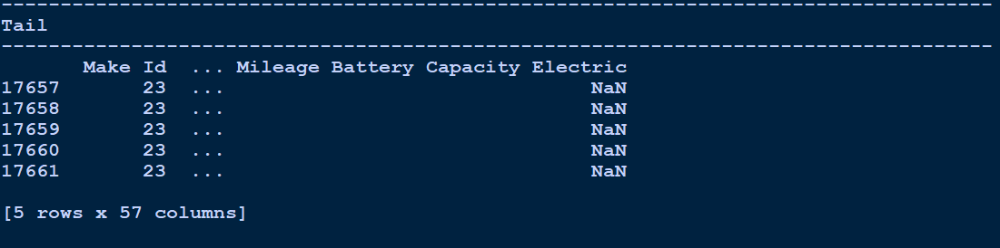 ------------------------------------------------------------------------------------
Tail
------------------------------------------------------------------------------------
       Make Id  ... Mileage Battery Capacity Electric
17657       23  ...                               NaN
17658       23  ...                               NaN
17659       23  ...                               NaN
17660       23  ...                               NaN
17661       23  ...                               NaN

[5 rows x 57 columns]